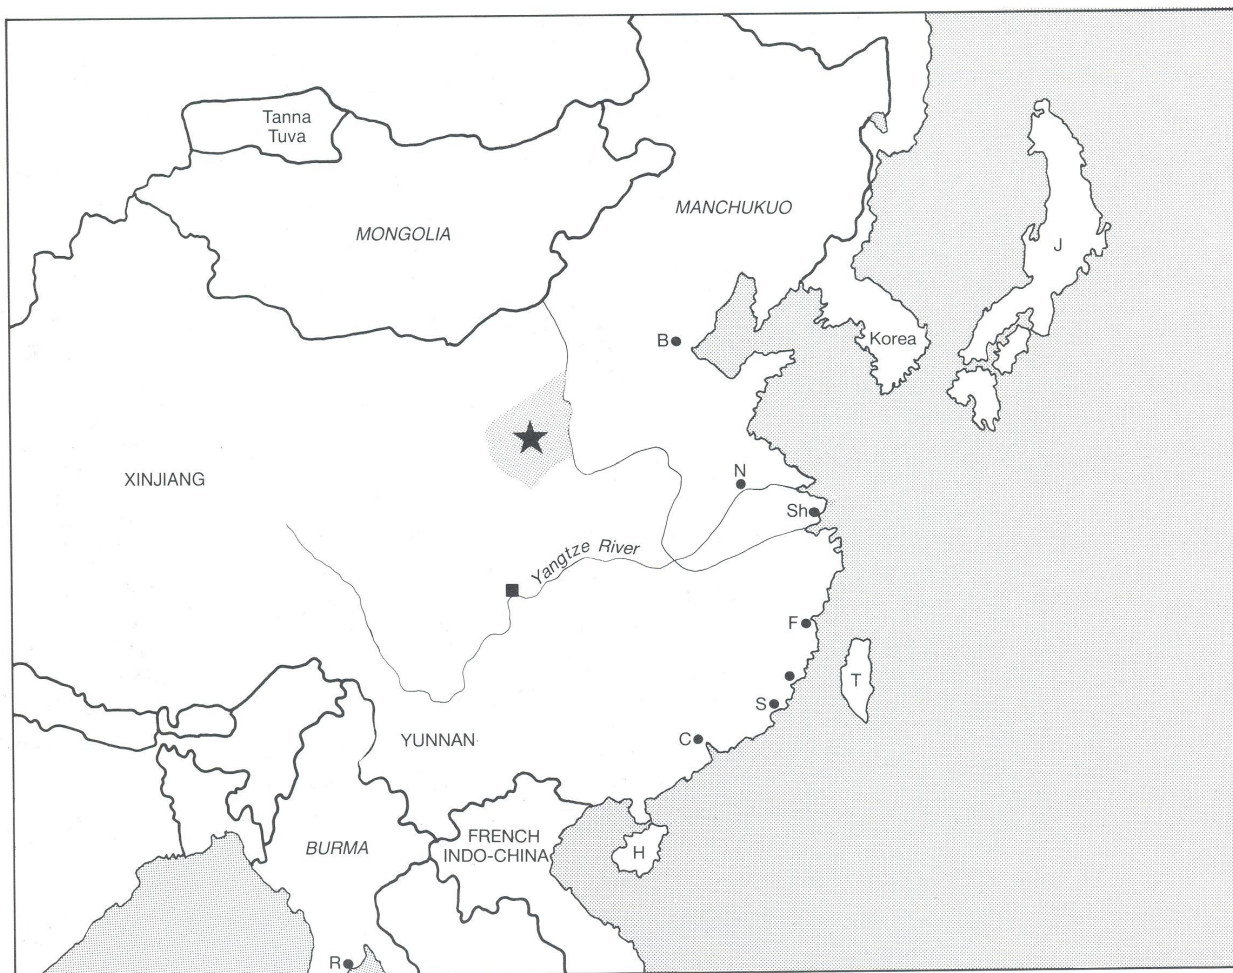 Tanna
Tuva
MONGOLIA
MANCHUKUO
J
B
Korea
XINJIANG
N
Sh
Yangtze River
F
T
S
C
YUNNAN
BURMA
FRENCH
INDO-CHINA
H
R